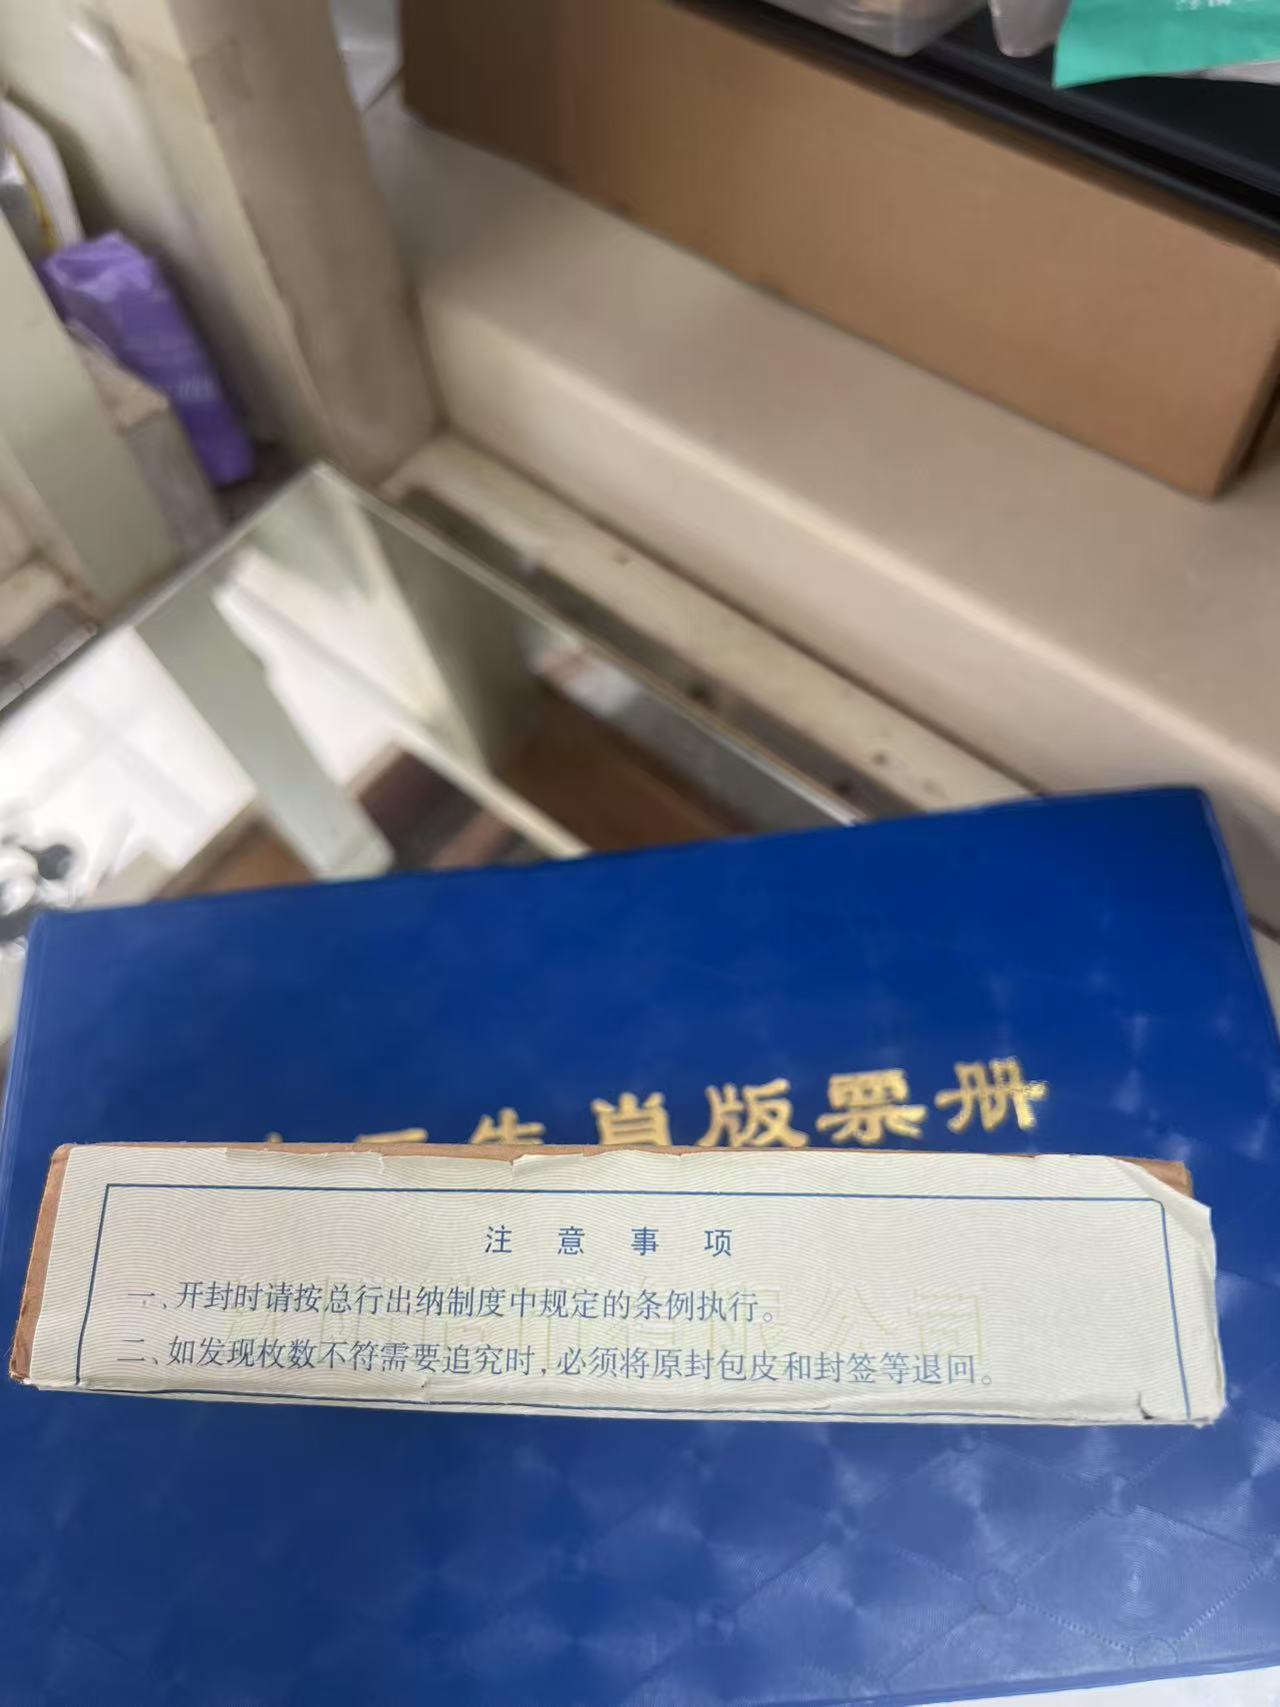 生肖版票册
注意事项
一、开封时请按总行出纳制度中规定的条例执行。
二、如发现枚数不符需要追究时，必须将原封包皮和封签等退回。